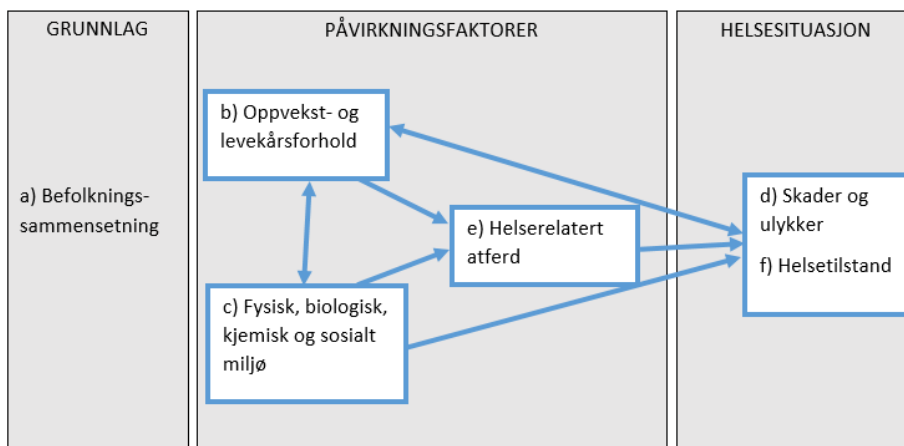 GRUNNLAG
a) Befolknings-
sammensetning
PÅVIRKNINGSFAKTORER
b) Oppvekst- og
levekårsforhold
e) Helserelatert
atferd
c) Fysisk, biologisk,
kjemisk og sosialt
miljø
HELSESITUASJON
d) Skader og
ulykker
f) Helsetilstand